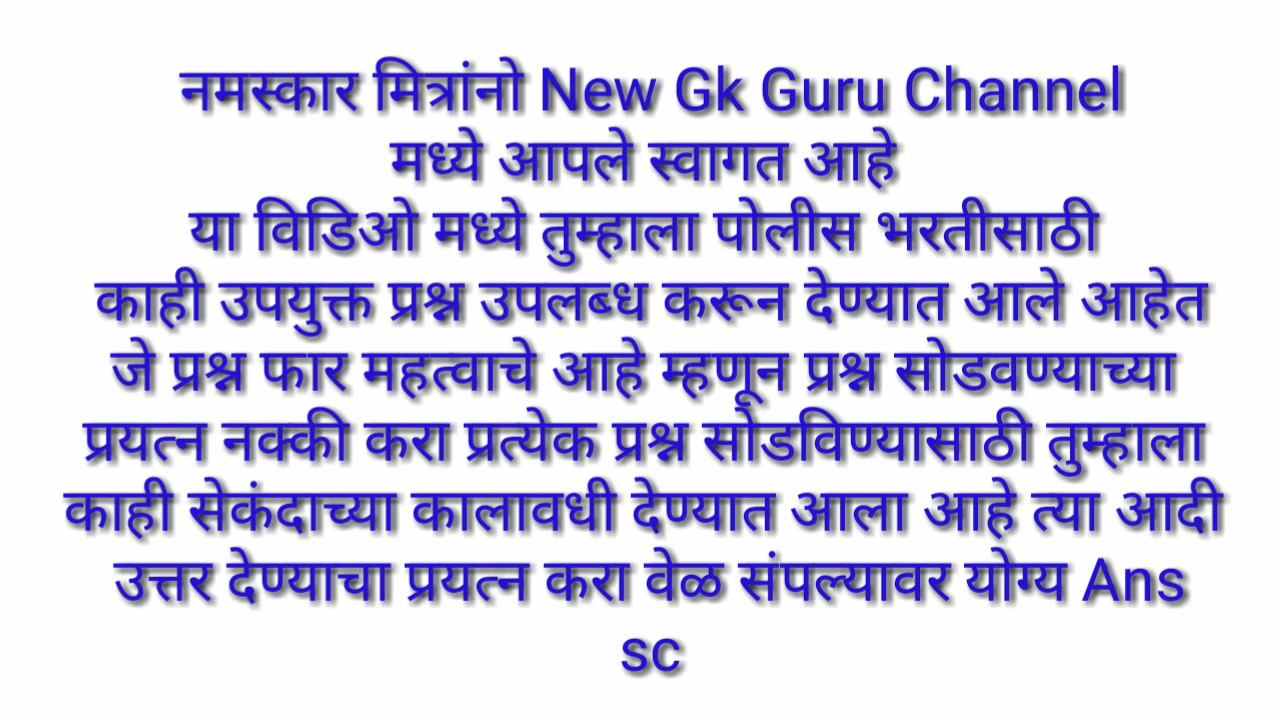 नमस्कार मित्रांनो New Gk Guru Channel
मध्ये आपले स्वागत आहे
या विडिओ मध्ये तुम्हाला पोलीस भरतीसाठी
काही उपयुक्त प्रश्न उपलब्ध करून देण्यात आले आहेत
जे प्रश्न फार महत्वाचे आहे म्हणून प्रश्न सोडवण्याच्या
प्रयत्न नक्की करा प्रत्येक प्रश्न सोडविण्यासाठी तुम्हाला
काही सेकंदाच्या कालावधी देण्यात आला आहे त्या आदी
उत्तर देण्याचा प्रयत्न करा वेळ संपल्यावर योग्य Ans
sc